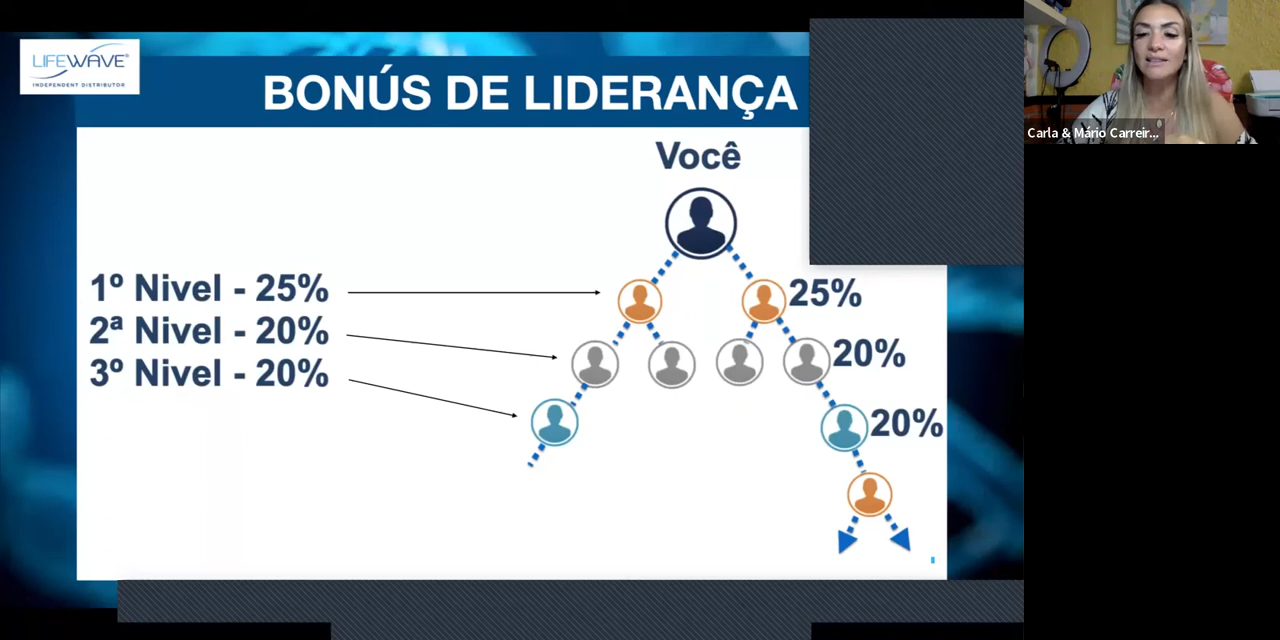 LIFEWAVE®
INDEPENDENT DISTRIBUTOR
BONÚS DE LIDERANÇA
Carla & Mário Carreir...
Você
1º Nivel - 25%
2ª Nivel - 20%
3º Nivel - 20%
25%
20%
20%